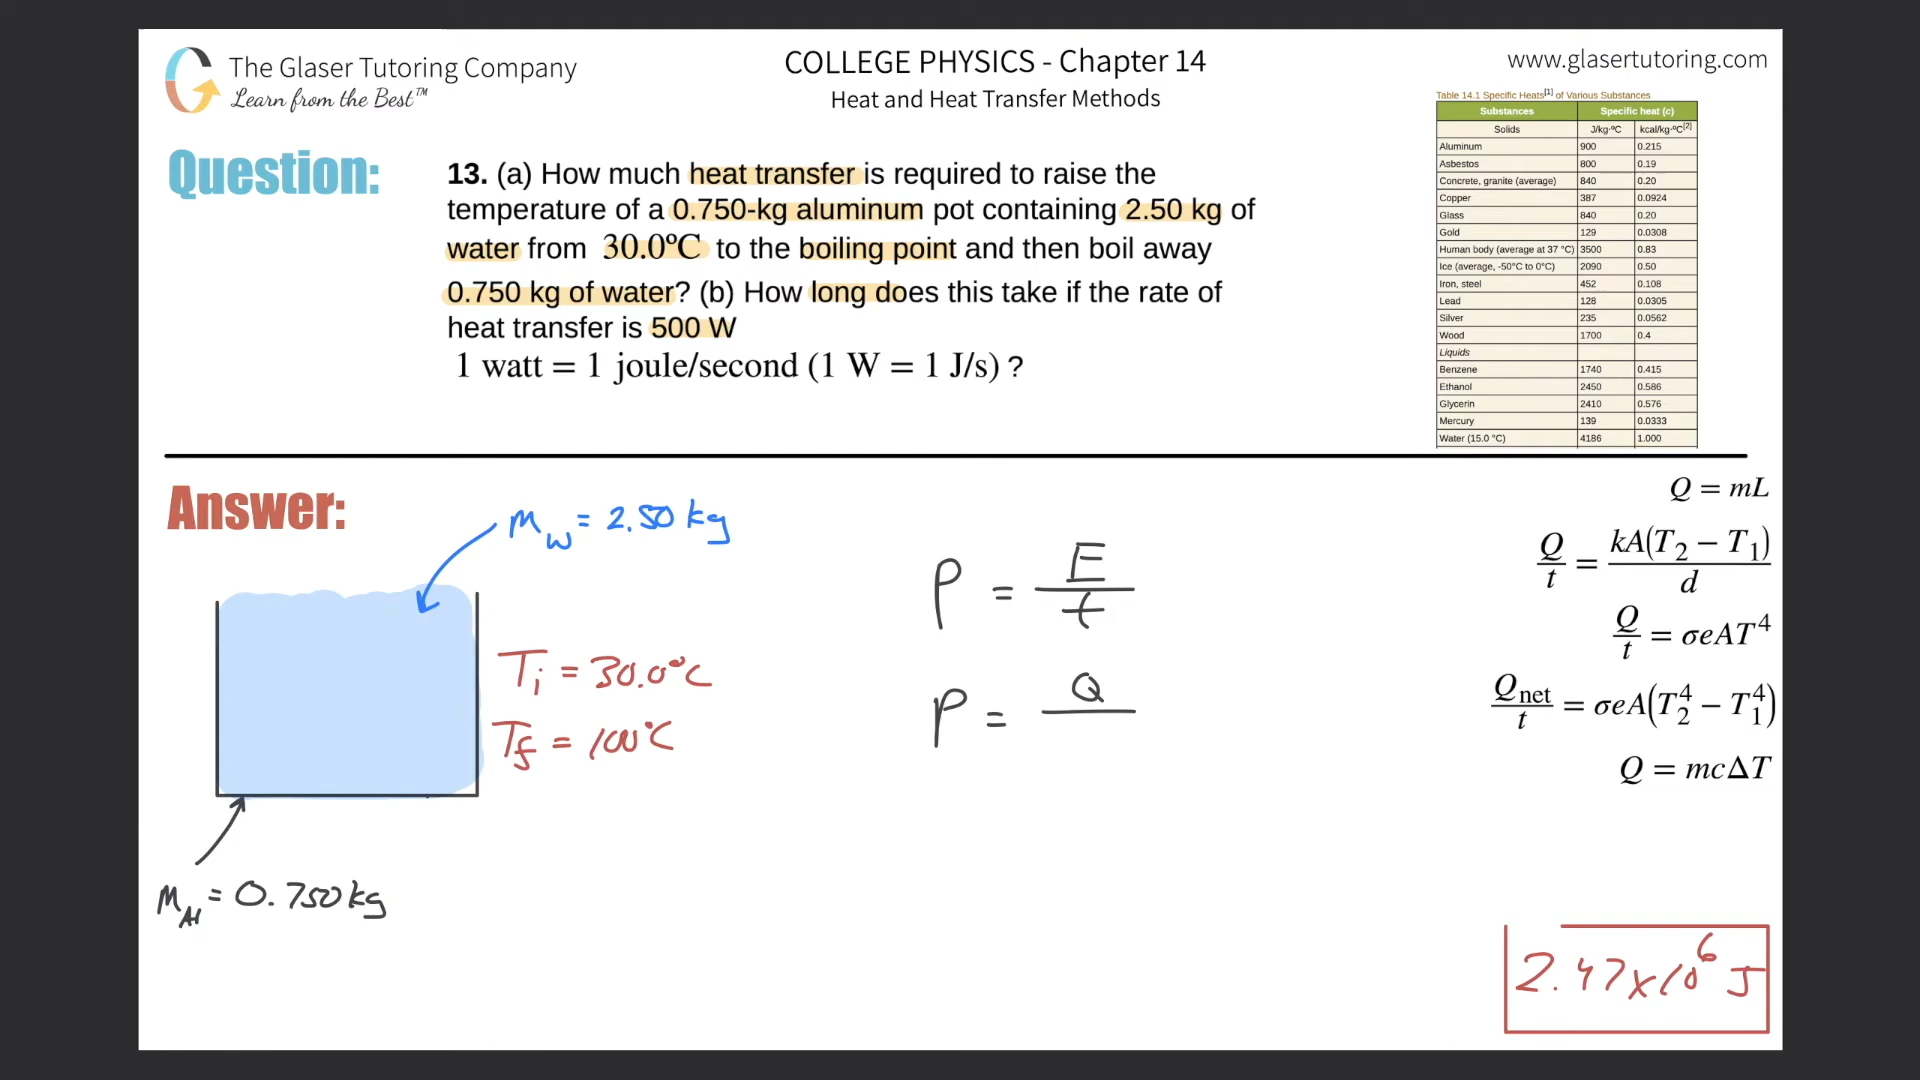 The Glaser Tutoring Company
Learn from the Best™
COLLEGE PHYSICS - Chapter 14
Heat and Heat Transfer Methods
www.glasertutoring.com
Question:
13. (a) How much heat transfer is required to raise the
temperature of a 0.750-kg aluminum pot containing 2.50 kg of
water from 30.0ºC to the boiling point and then boil away
0.750 kg of water? (b) How long does this take if the rate of
heat transfer is 500 W
1 watt = 1 joule/second (1 W = 1 J/s) ?
Table 14.1 Specific Heats[1] of Various Substances
Substances Specific heat (c)
Solids J/kg·ºC kcal/kg·ºC[2]
Aluminum 900 0.215
Asbestos 800 0.19
Concrete, granite (average) 840 0.20
Copper 387 0.0924
Glass 840 0.20
Gold 129 0.0308
Human body (average at 37 °C) 3500 0.83
Ice (average, -50°C to 0°C) 2090 0.50
Iron, steel 452 0.108
Lead 128 0.0305
Silver 235 0.0562
Wood 1700 0.4
Liquids
Benzene 1740 0.415
Ethanol 2450 0.586
Glycerin 2410 0.576
Mercury 139 0.0333
Water (15.0 °C) 4186 1.000
Answer:
m_w = 2.50 kg
T_i = 30.0°C
T_f = 100°C
m_Al = 0.750 kg
P = E/t
P = Q
Q = mL
Q/t = kA(T₂ − T₁)/d
Q/t = σeAT⁴
Q_net/t = σeA(T₂⁴ − T₁⁴)
Q = mcΔT
2.47x10⁶ J